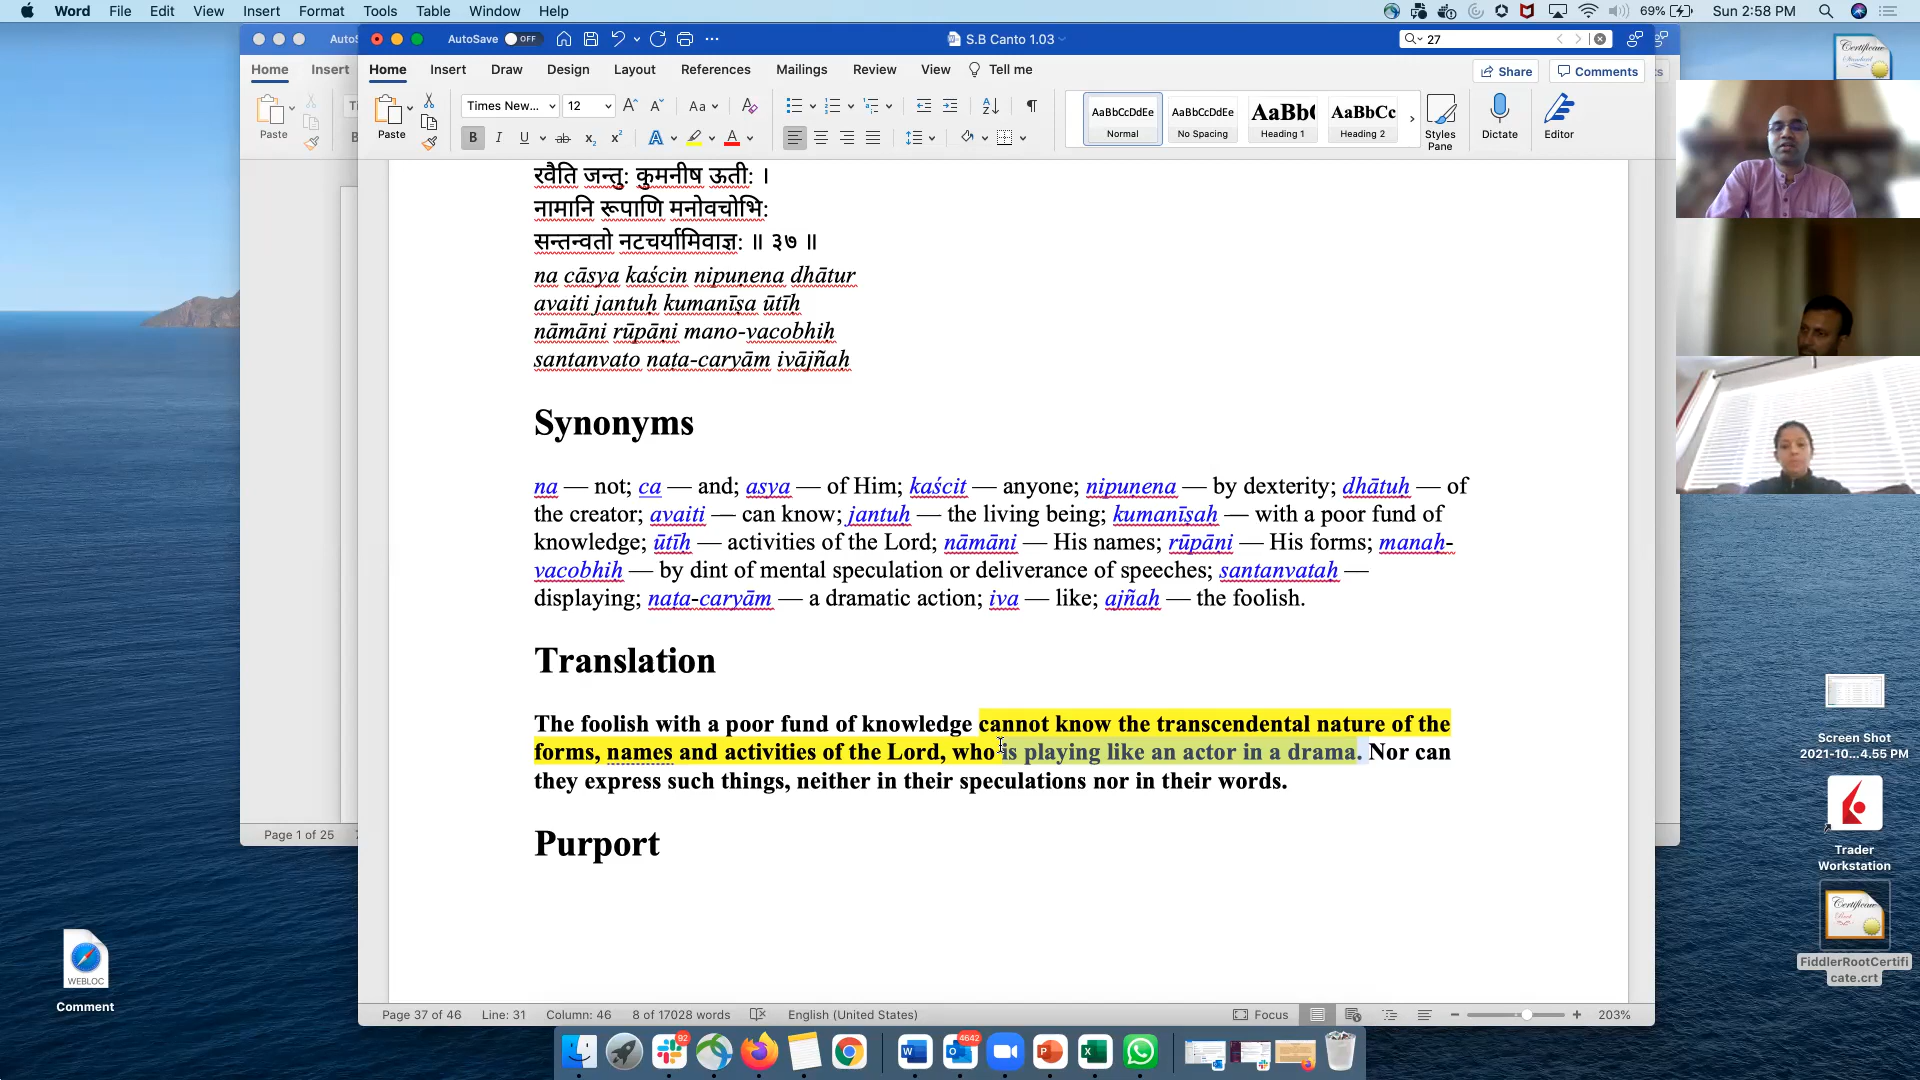 Word File Edit View Insert Format Tools Table Window Help
69% Sun 2:58 PM
AutoSave OFF
S.B Canto 1.03
27
Home Insert
Home Insert Draw Design Layout References Mailings Review View Tell me
Share Comments
Paste
Paste
Times New... 12
AaBbCcDdEe AaBbCcDdEe AaBbC AaBbCc
Normal No Spacing Heading 1 Heading 2
Styles Pane Dictate Editor
रवैति जन्तु: कुमनीष ऊती: ।
नामानि रूपाणि मनोवचोभि:
सन्तन्वतो नटचर्यामिवाज्ञ: ॥ ३७ ॥
na cāsya kaścin nipuṇena dhātur
avaiti jantuḥ kumanīṣa ūtīḥ
nāmāni rūpāṇi mano-vacobhiḥ
santanvato naṭa-caryām ivājñaḥ
Synonyms
na — not; ca — and; asya — of Him; kaścit — anyone; nipuṇena — by dexterity; dhātuḥ — of
the creator; avaiti — can know; jantuḥ — the living being; kumanīṣaḥ — with a poor fund of
knowledge; ūtīḥ — activities of the Lord; nāmāni — His names; rūpāṇi — His forms; manaḥ-
vacobhiḥ — by dint of mental speculation or deliverance of speeches; santanvataḥ —
displaying; naṭa-caryām — a dramatic action; iva — like; ajñaḥ — the foolish.
Translation
The foolish with a poor fund of knowledge cannot know the transcendental nature of the
forms, names and activities of the Lord, who is playing like an actor in a drama. Nor can
they express such things, neither in their speculations nor in their words.
Purport
Page 1 of 25
Page 37 of 46 Line: 31 Column: 46 8 of 17028 words English (United States) Focus 203%
WEBLOC
Comment
Screen Shot
2021-10...4.55 PM
Trader
Workstation
FiddlerRootCertifi
cate.crt
92
4642